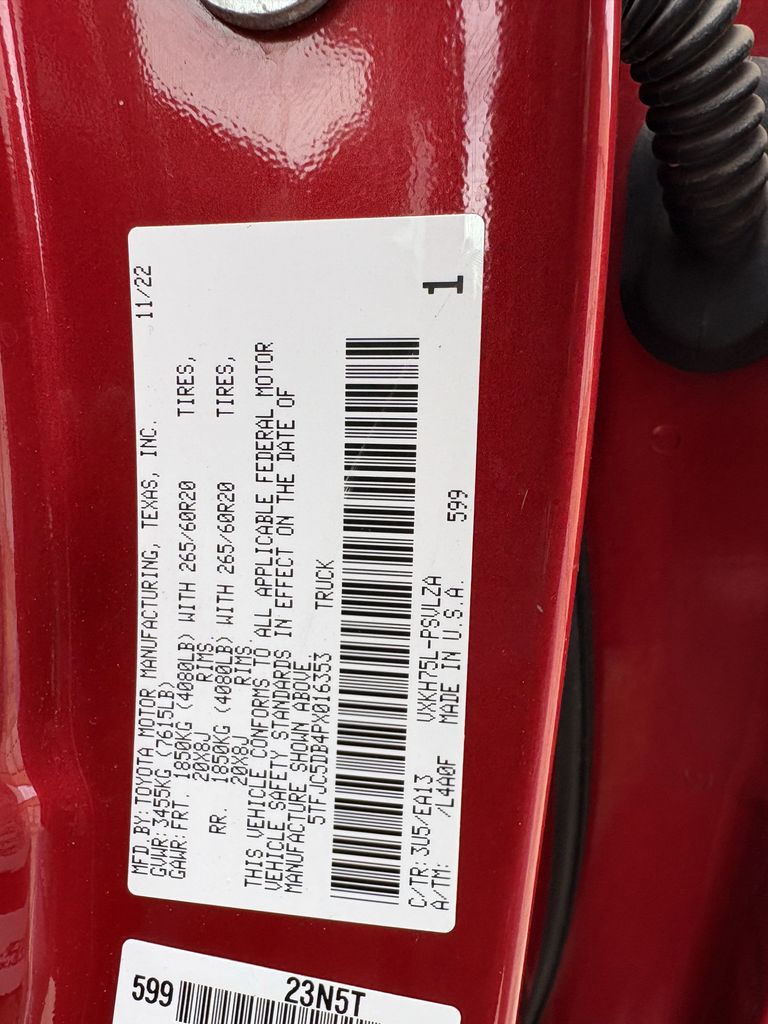 MFD.BY:TOYOTA MOTOR MANUFACTURING, TEXAS, INC. 11/22
GVWR:3455KG (7615LB)
GAWR:FRT. 1850KG (4080LB) WITH 265/60R20 TIRES,
20X8J RIMS.
RR. 1850KG (4080LB) WITH 265/60R20 TIRES,
20X8J RIMS.
THIS VEHICLE CONFORMS TO ALL APPLICABLE FEDERAL MOTOR
VEHICLE SAFETY STANDARDS IN EFFECT ON THE DATE OF
MANUFACTURE SHOWN ABOVE.
5TFJC5DB4PX016353 TRUCK
C/TR:3U5/EA13 VXKH75L-PSVLZA
A/TM: /L4A0F MADE IN U.S.A. 599
1
599 23N5T